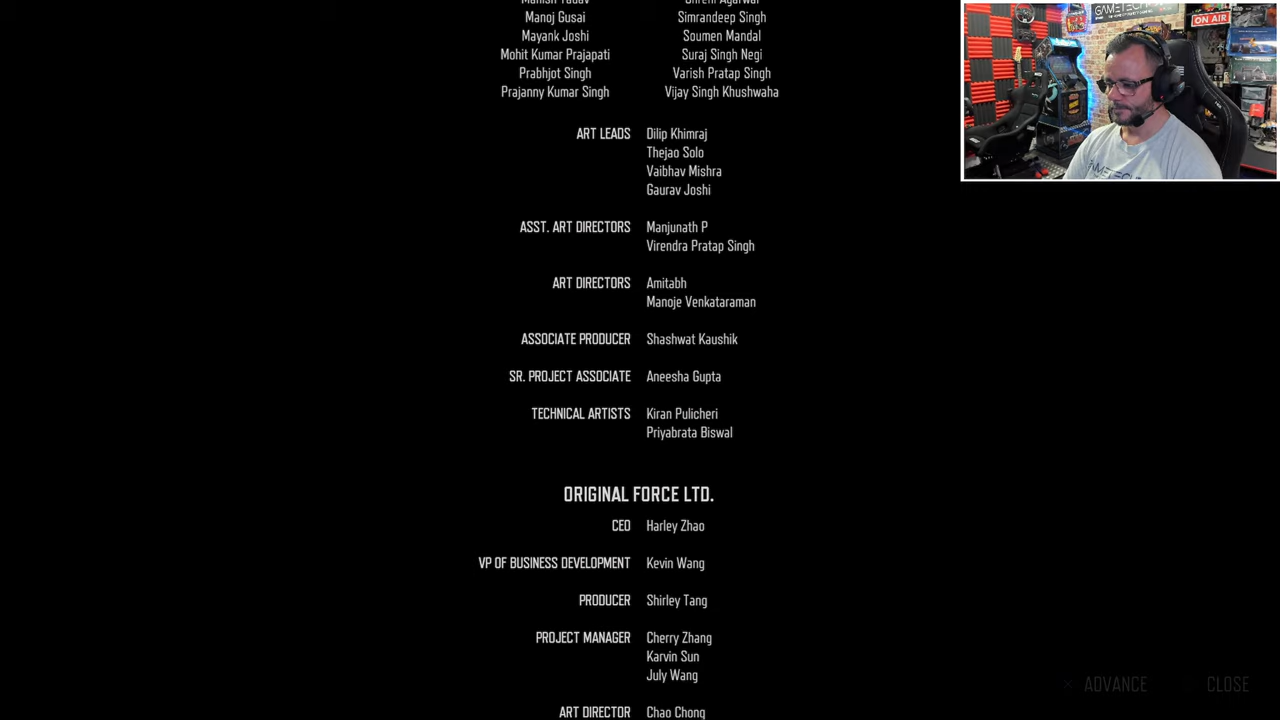 Manoj Gusai Simrandeep Singh
Mayank Joshi Soumen Mandal
Mohit Kumar Prajapati Suraj Singh Negi
Prabhjot Singh Varish Pratap Singh
Prajanny Kumar Singh Vijay Singh Khushwaha
ART LEADS Dilip Khimraj
Thejao Solo
Vaibhav Mishra
Gaurav Joshi
ASST. ART DIRECTORS Manjunath P
Virendra Pratap Singh
ART DIRECTORS Amitabh
Manoje Venkataraman
ASSOCIATE PRODUCER Shashwat Kaushik
SR. PROJECT ASSOCIATE Aneesha Gupta
TECHNICAL ARTISTS Kiran Pulicheri
Priyabrata Biswal
ORIGINAL FORCE LTD.
CEO Harley Zhao
VP OF BUSINESS DEVELOPMENT Kevin Wang
PRODUCER Shirley Tang
PROJECT MANAGER Cherry Zhang
Karvin Sun
July Wang
ART DIRECTOR Chao Chong
ADVANCE CLOSE
ON AIR